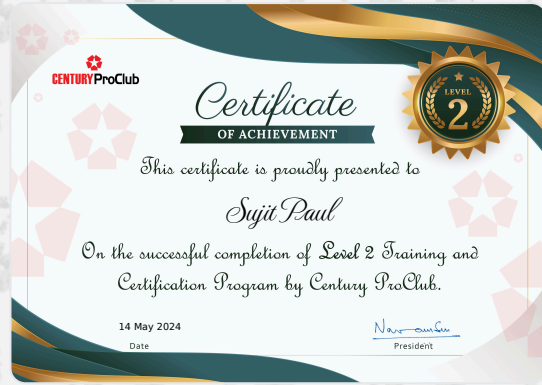 CENTURY ProClub
Certificate
OF ACHIEVEMENT
LEVEL
2
This certificate is proudly presented to
Sujit Paul
On the successful completion of Level 2 Training and
Certification Program by Century ProClub.
14 May 2024
Date
President